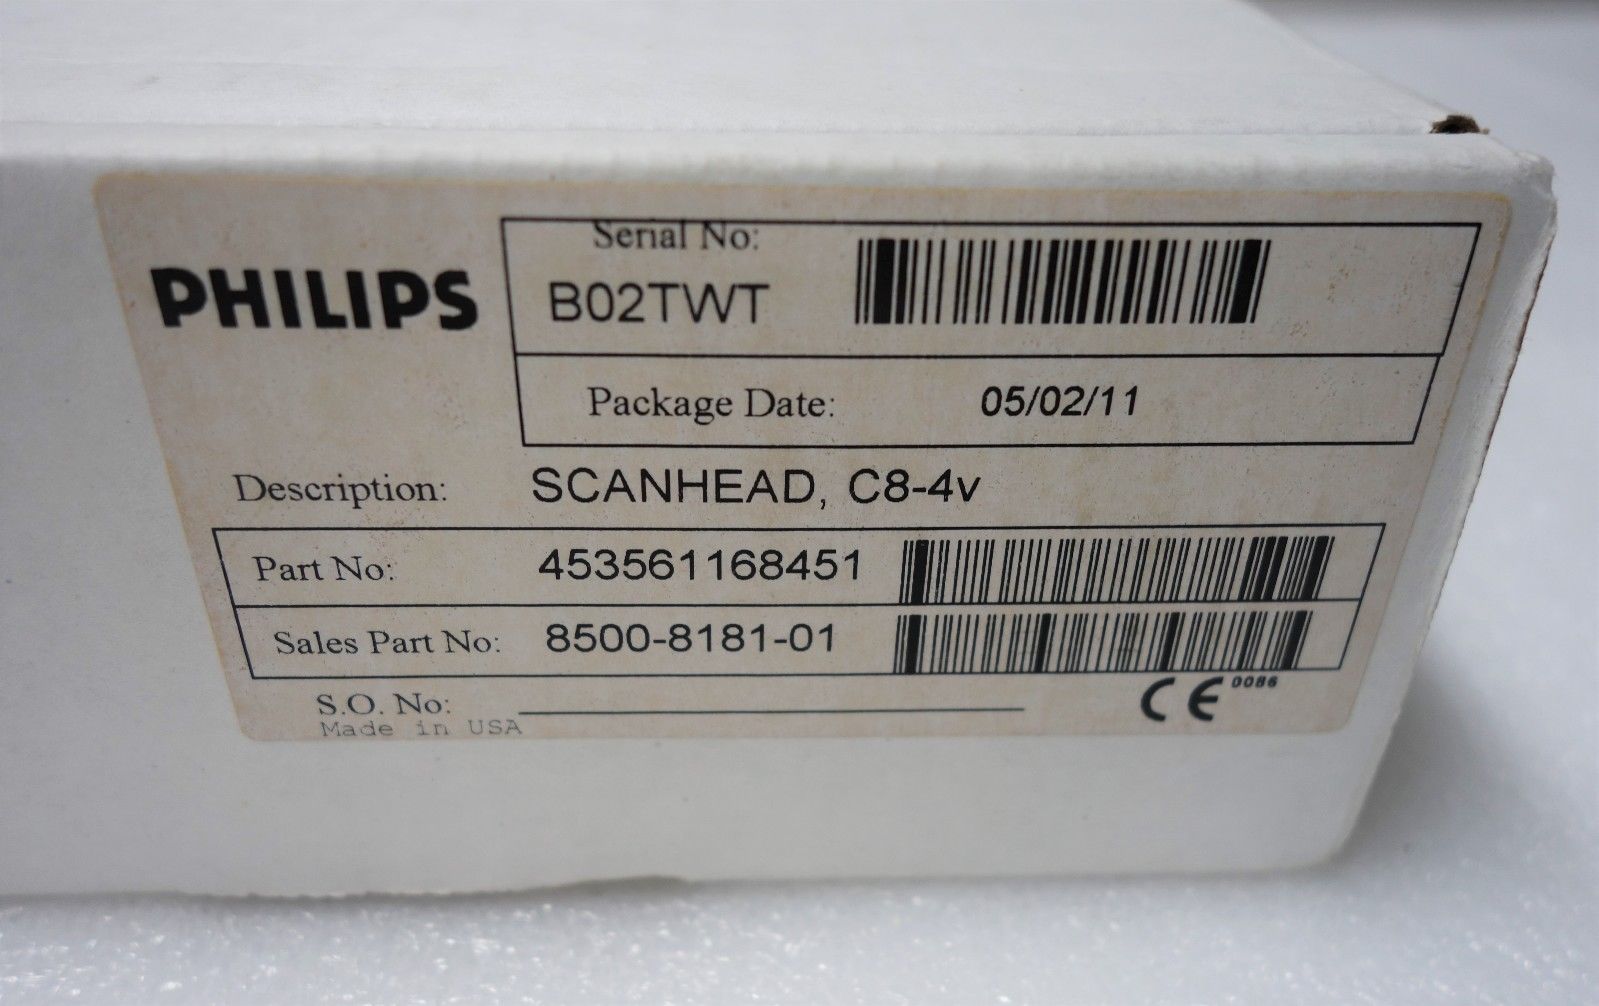 PHILIPS
Serial No:
B02TWT
Package Date: 05/02/11
Description: SCANHEAD, C8-4v
Part No: 453561168451
Sales Part No: 8500-8181-01
S.O. No:
CE 0086
Made in USA